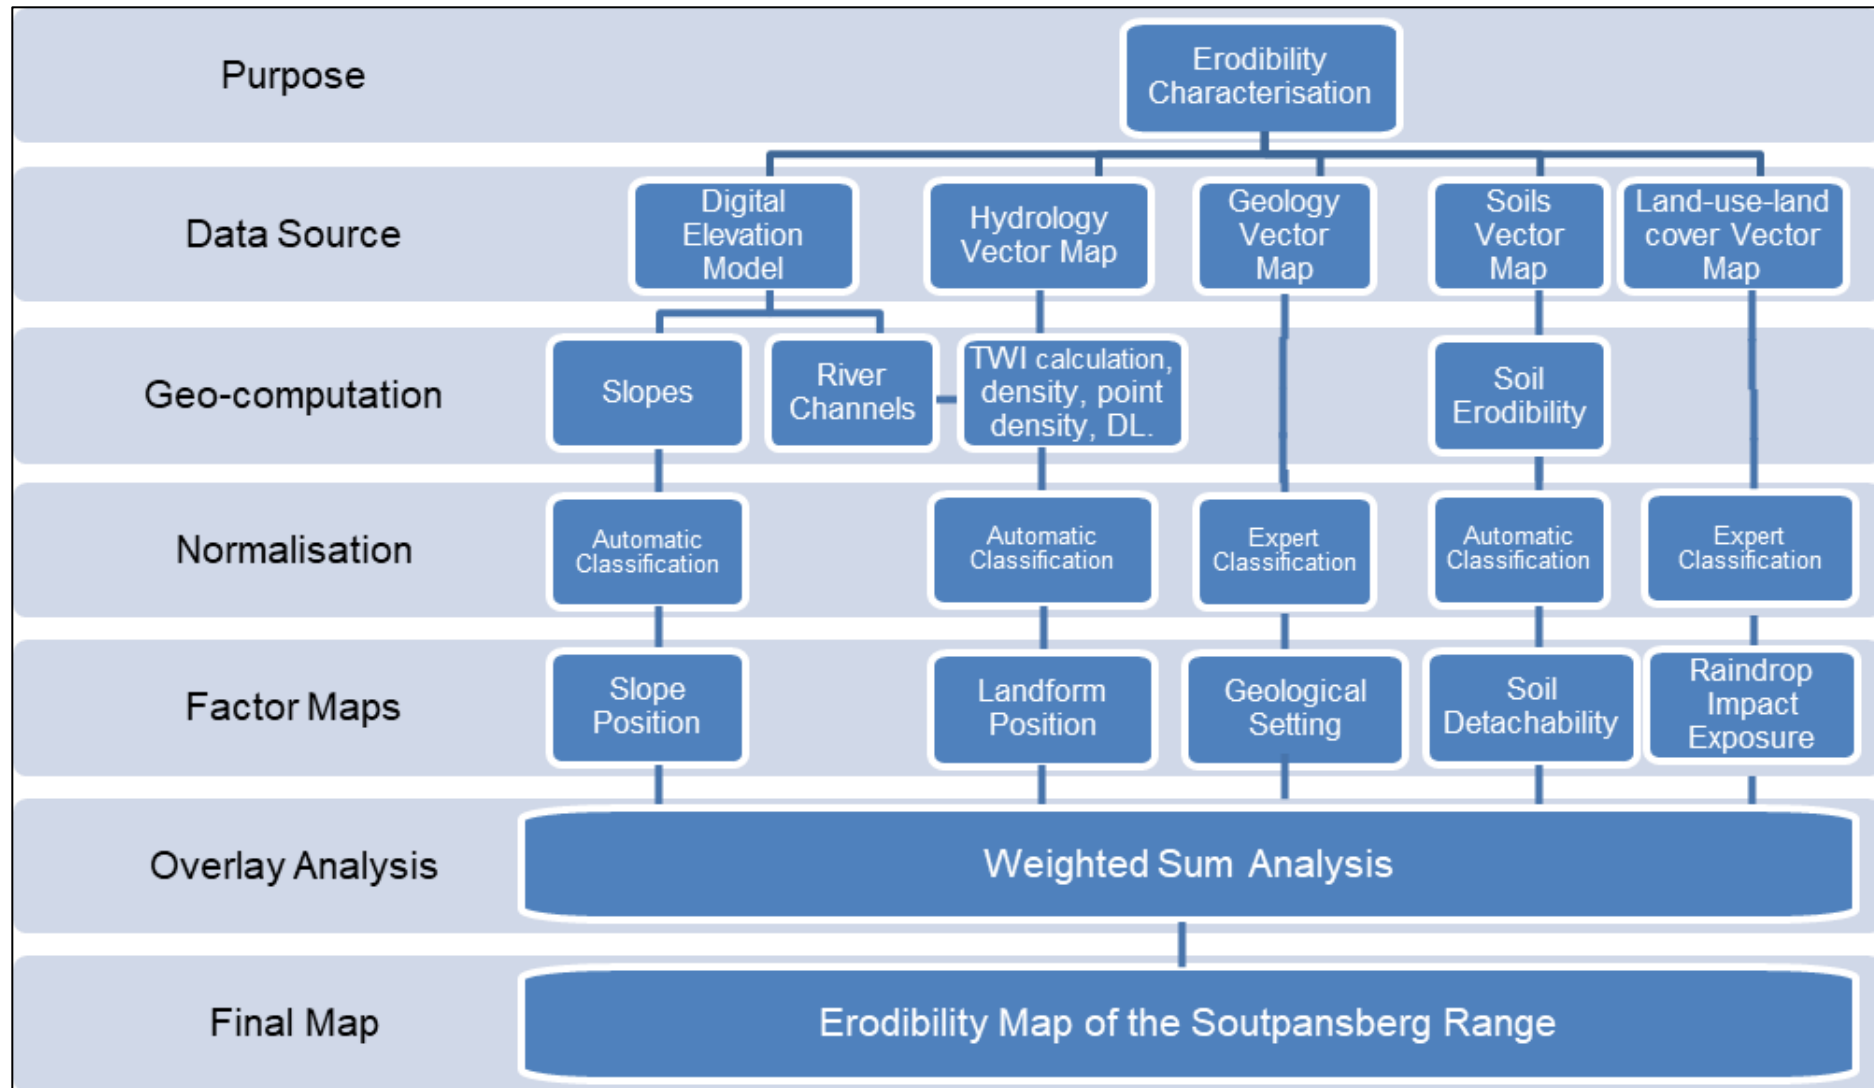 Purpose
Erodibility
Characterisation
Data Source
Digital
Elevation
Model
Hydrology
Vector Map
Geology
Vector
Map
Soils
Vector
Map
Land-use-land
cover Vector
Map
Geo-computation
Slopes
River
Channels
TWI calculation,
density, point
density, DL.
Soil
Erodibility
Normalisation
Automatic
Classification
Automatic
Classification
Expert
Classification
Automatic
Classification
Expert
Classification
Factor Maps
Slope
Position
Landform
Position
Geological
Setting
Soil
Detachability
Raindrop
Impact
Exposure
Overlay Analysis
Weighted Sum Analysis
Final Map
Erodibility Map of the Soutpansberg Range